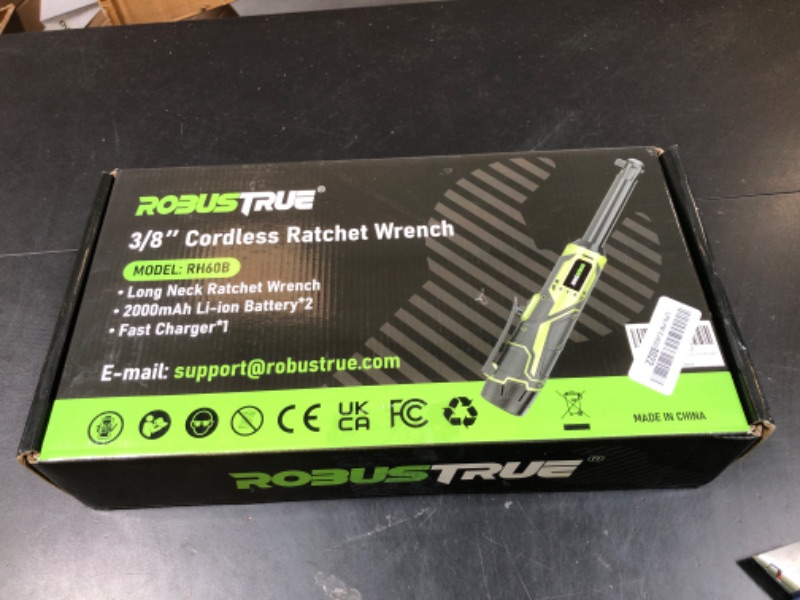 ROBUSTRUE®
3/8" Cordless Ratchet Wrench
MODEL: RH60B
• Long Neck Ratchet Wrench
• 2000mAh Li-ion Battery*2
• Fast Charger*1
E-mail: support@robustrue.com
CE
UK
CA
FC
MADE IN CHINA
ROBUSTRUE®